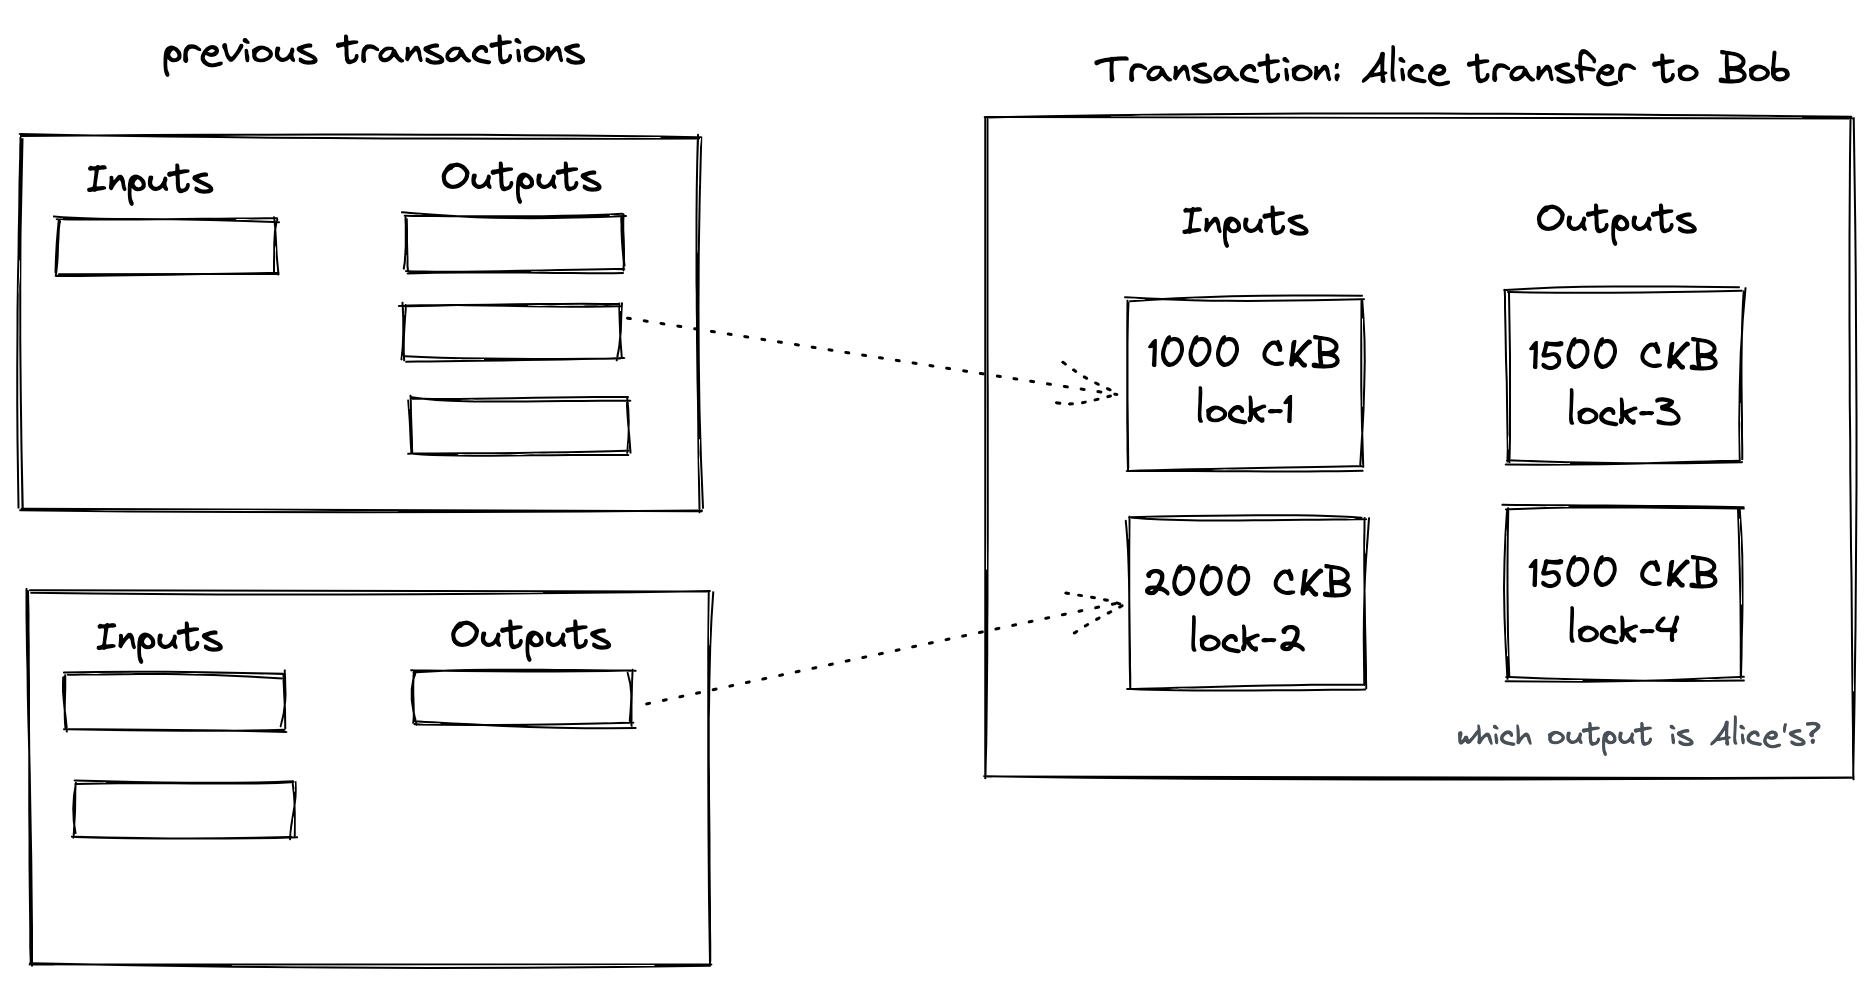 previous transactions
Inputs
Outputs
Inputs
Outputs
Transaction: Alice transfer to Bob
Inputs
Outputs
1000 CKB
lock-1
1500 CKB
lock-3
2000 CKB
lock-2
1500 CKB
lock-4
which output is Alice's?